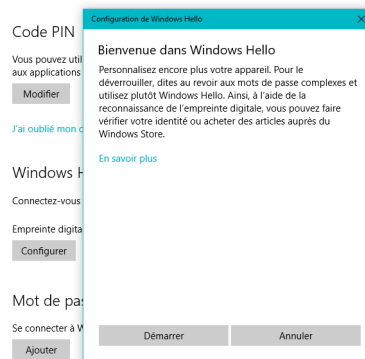 Code PIN
Vous pouvez util
aux applications
Modifier
J'ai oublié mon c
Windows H
Connectez-vous
Empreinte digita
Configurer
Mot de pas
Se connecter à W
Ajouter
Configuration de Windows Hello
Bienvenue dans Windows Hello
Personnalisez encore plus votre appareil. Pour le
déverrouiller, dites au revoir aux mots de passe complexes et
utilisez plutôt Windows Hello. Ainsi, à l'aide de la
reconnaissance de l'empreinte digitale, vous pouvez faire
vérifier votre identité ou acheter des articles auprès du
Windows Store.
En savoir plus
Démarrer
Annuler